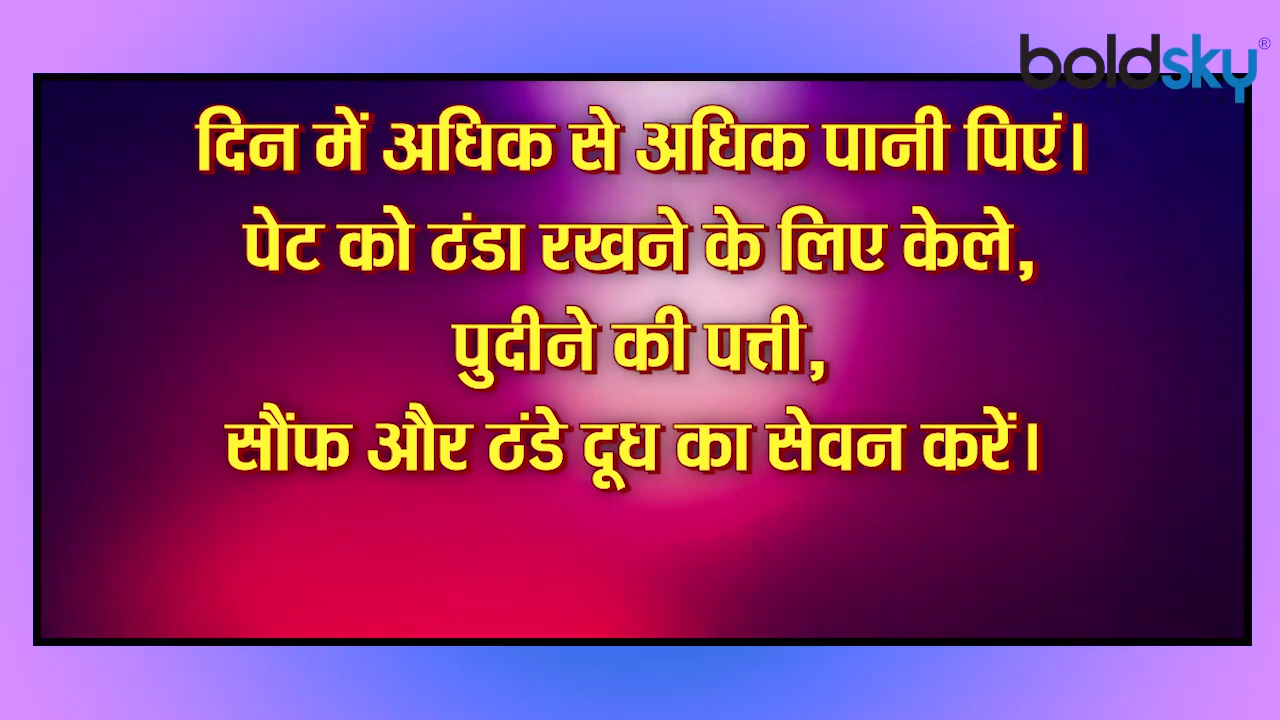 boldsky®
दिन में अधिक से अधिक पानी पिएं।
पेट को ठंडा रखने के लिए केले,
पुदीने की पत्ती,
सौंफ और ठंडे दूध का सेवन करें।